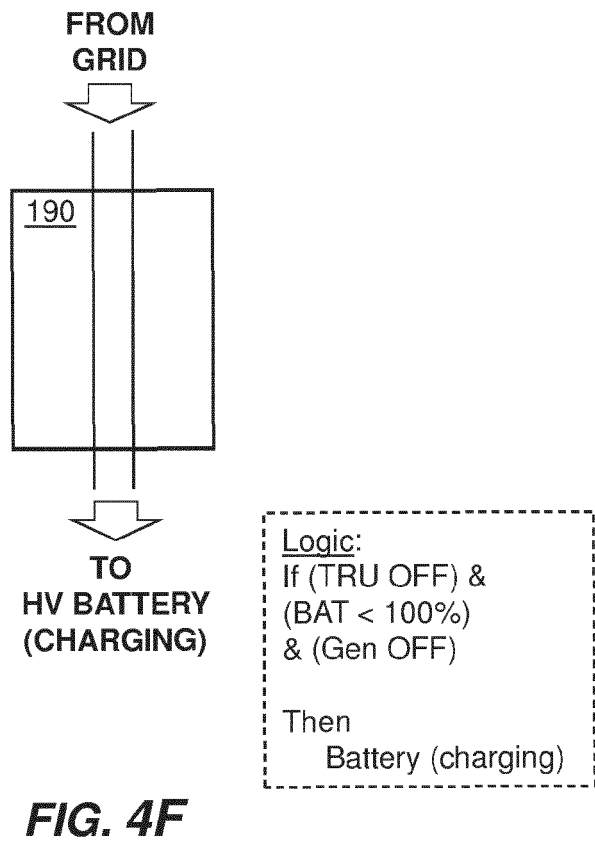 FROM
GRID
190
TO
HV BATTERY
(CHARGING)
Logic:
If (TRU OFF) &
(BAT < 100%)
& (Gen OFF)
Then
Battery (charging)
FIG. 4F